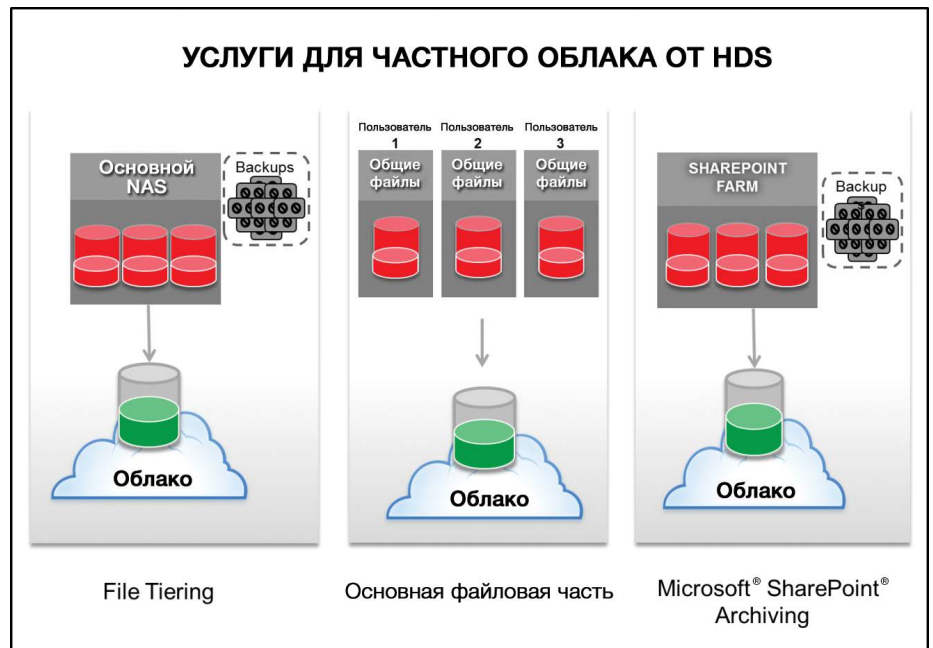 УСЛУГИ ДЛЯ ЧАСТНОГО ОБЛАКА ОТ HDS
Основной
NAS
Backups
Облако
File Tiering
Пользователь Пользователь Пользователь
1 2 3
Общие Общие Общие
файлы файлы файлы
Облако
Основная файловая часть
SHAREPOINT
FARM
Backup
Облако
Microsoft® SharePoint®
Archiving